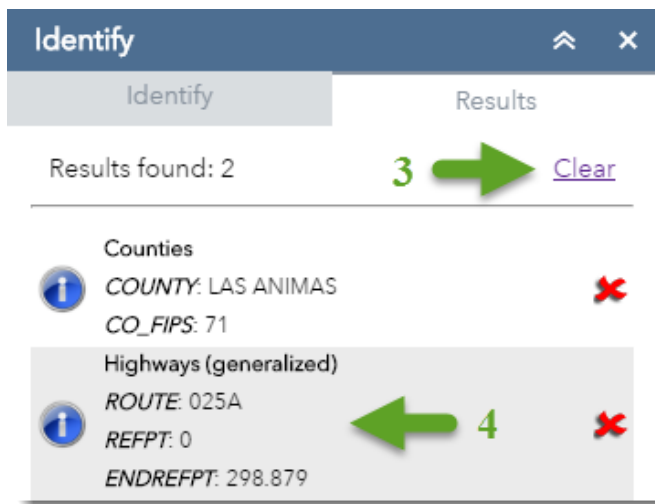 Identify
Identify Results
Results found: 2 3 Clear
Counties
COUNTY: LAS ANIMAS
CO_FIPS: 71
Highways (generalized)
ROUTE: 025A
REFPT: 0 4
ENDREFPT: 298.879